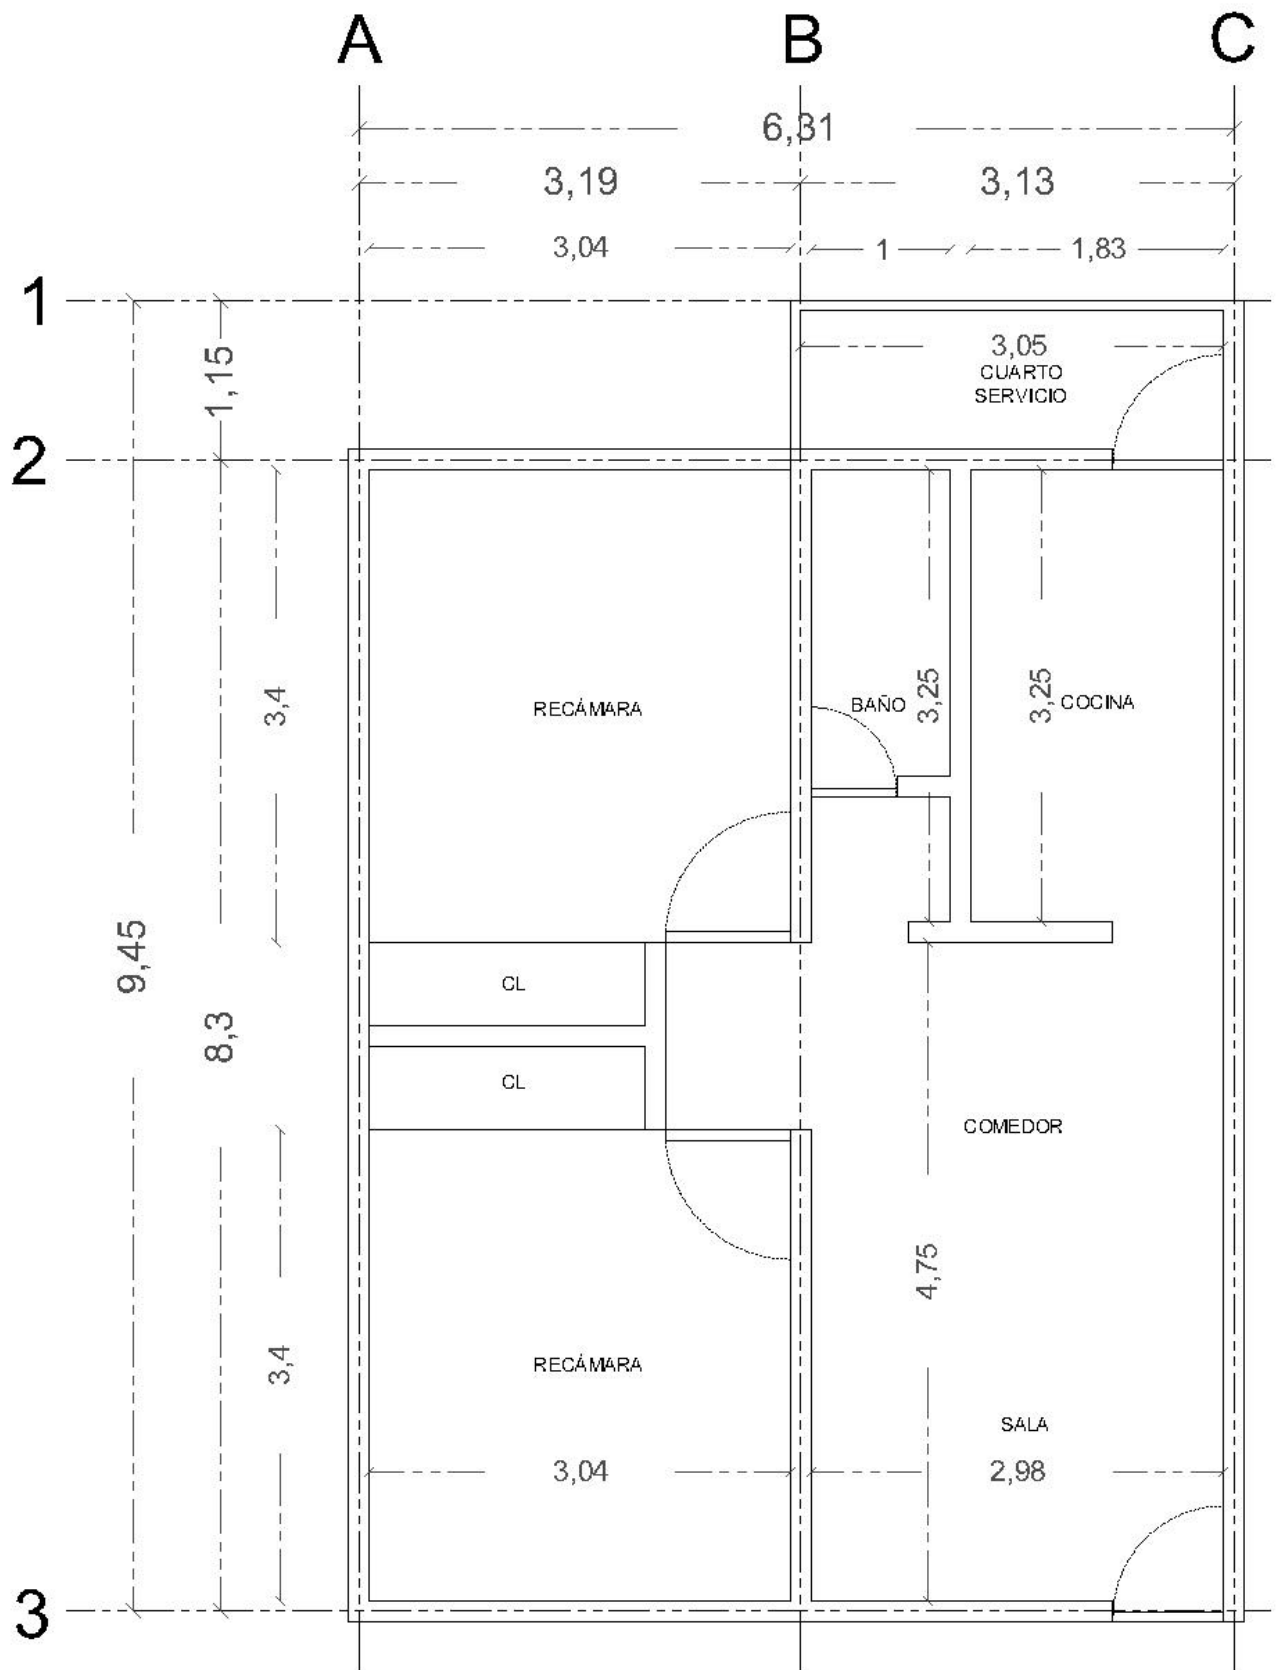 A B C
6,31
3,19 3,13
3,04 1 1,83
1
1,15
3,05
CUARTO
SERVICIO
2
3,4
RECÁMARA
BAÑO
3,25
3,25
COCINA
9,45
8,3
CL
CL
COMEDOR
4,75
3,4
RECÁMARA
SALA
3,04
2,98
3